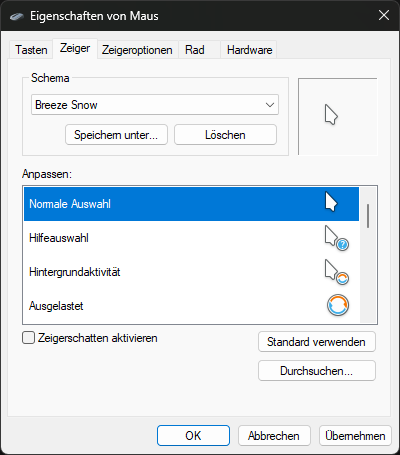 Eigenschaften von Maus
Tasten Zeiger Zeigeroptionen Rad Hardware
Schema
Breeze Snow
Speichern unter... Löschen
Anpassen:
Normale Auswahl
Hilfeauswahl
?
Hintergrundaktivität
Ausgelastet
Zeigerschatten aktivieren
Standard verwenden
Durchsuchen...
OK Abbrechen Übernehmen